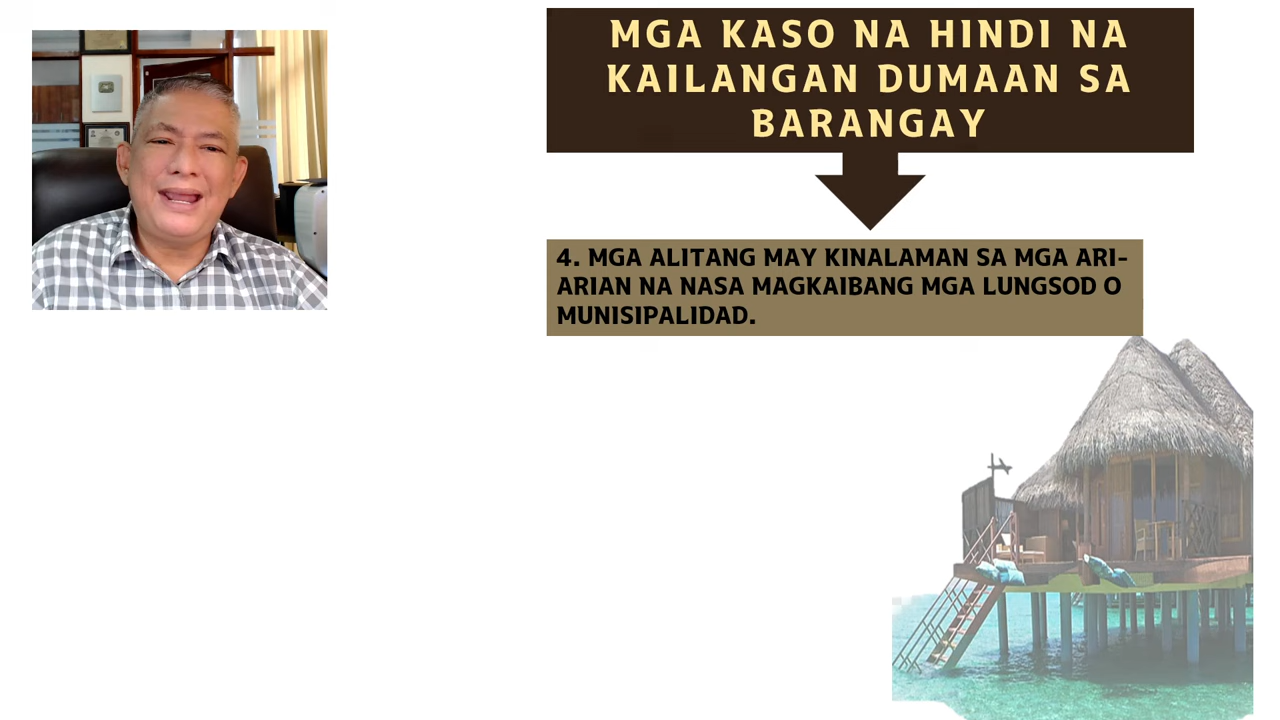 MGA KASO NA HINDI NA
KAILANGAN DUMAAN SA
BARANGAY
4. MGA ALITANG MAY KINALAMAN SA MGA ARI-
ARIAN NA NASA MAGKAIBANG MGA LUNGSOD O
MUNISIPALIDAD.